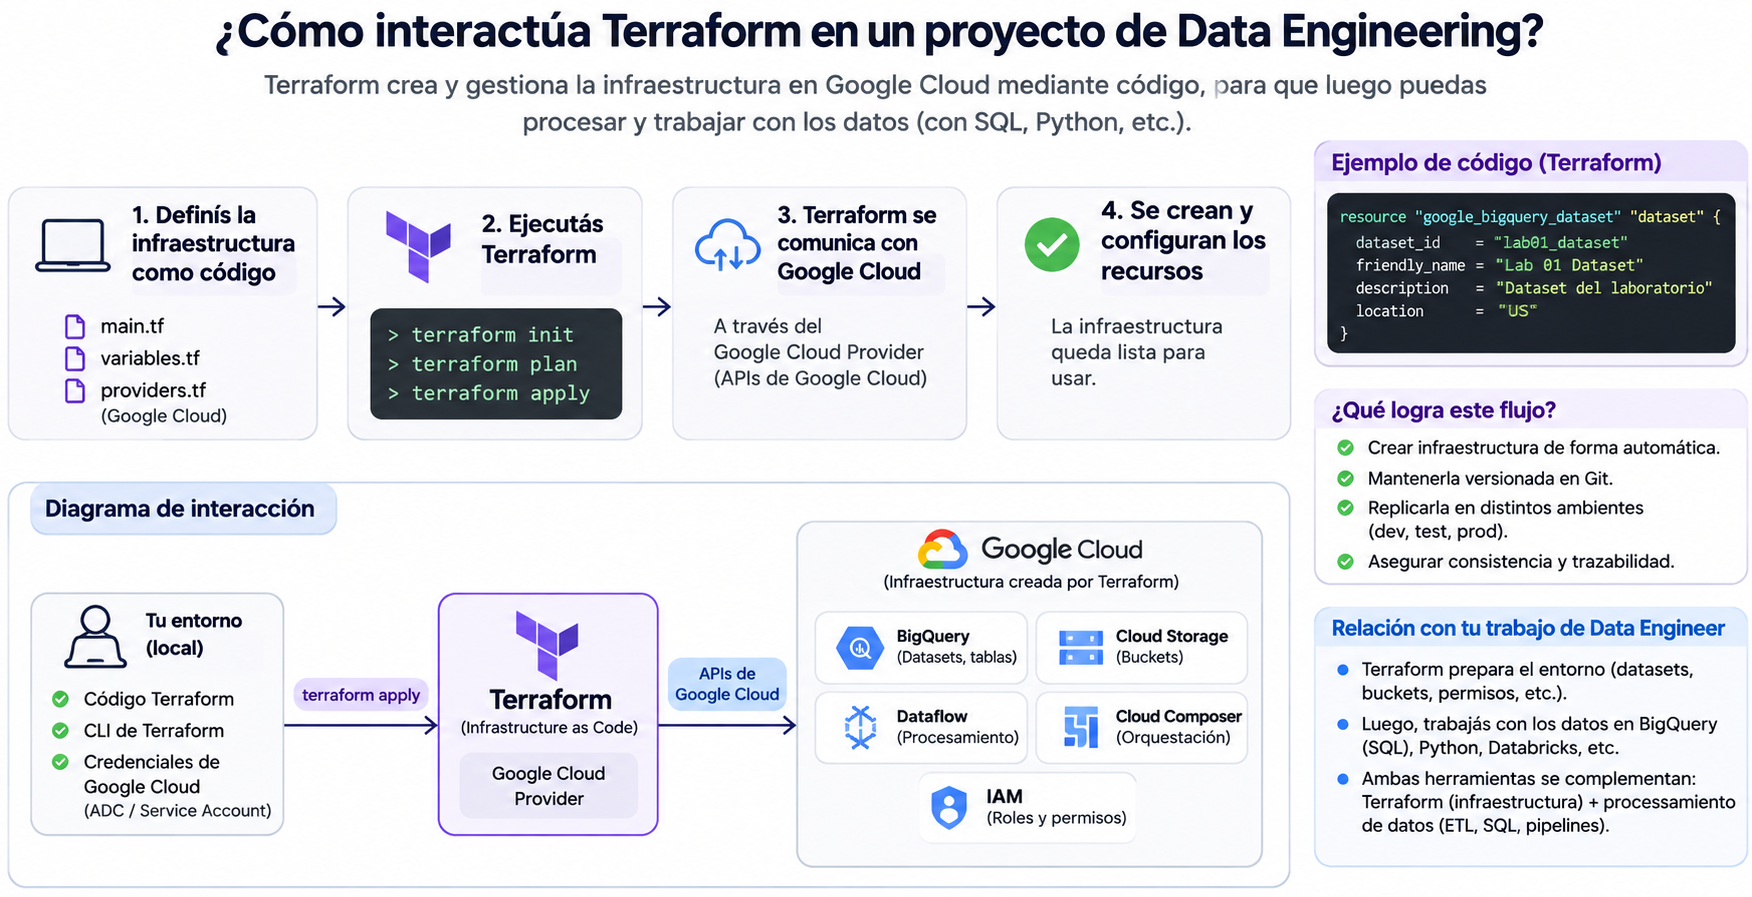 ¿Cómo interactúa Terraform en un proyecto de Data Engineering?
Terraform crea y gestiona la infraestructura en Google Cloud mediante código, para que luego puedas
procesar y trabajar con los datos (con SQL, Python, etc.).
1. Definís la
infraestructura
como código
main.tf
variables.tf
providers.tf
(Google Cloud)
2. Ejecutás
Terraform
> terraform init
> terraform plan
> terraform apply
3. Terraform se
comunica con
Google Cloud
A través del
Google Cloud Provider
(APIs de Google Cloud)
4. Se crean y
configuran los
recursos
La infraestructura
queda lista para
usar.
Ejemplo de código (Terraform)
resource "google_bigquery_dataset" "dataset" {
dataset_id = "lab01_dataset"
friendly_name = "Lab 01 Dataset"
description = "Dataset del laboratorio"
location = "US"
}
¿Qué logra este flujo?
Crear infraestructura de forma automática.
Mantenerla versionada en Git.
Replicarla en distintos ambientes
(dev, test, prod).
Asegurar consistencia y trazabilidad.
Relación con tu trabajo de Data Engineer
Terraform prepara el entorno (datasets,
buckets, permisos, etc.).
Luego, trabajás con los datos en BigQuery
(SQL), Python, Databricks, etc.
Ambas herramientas se complementan:
Terraform (infraestructura) + processamiento
de datos (ETL, SQL, pipelines).
Diagrama de interacción
Tu entorno
(local)
Código Terraform
CLI de Terraform
Credenciales de
Google Cloud
(ADC / Service Account)
terraform apply
Terraform
(Infrastructure as Code)
Google Cloud
Provider
APIs de
Google Cloud
Google Cloud
(Infraestructura creada por Terraform)
BigQuery
(Datasets, tablas)
Cloud Storage
(Buckets)
Dataflow
(Procesamiento)
Cloud Composer
(Orquestación)
IAM
(Roles y permisos)